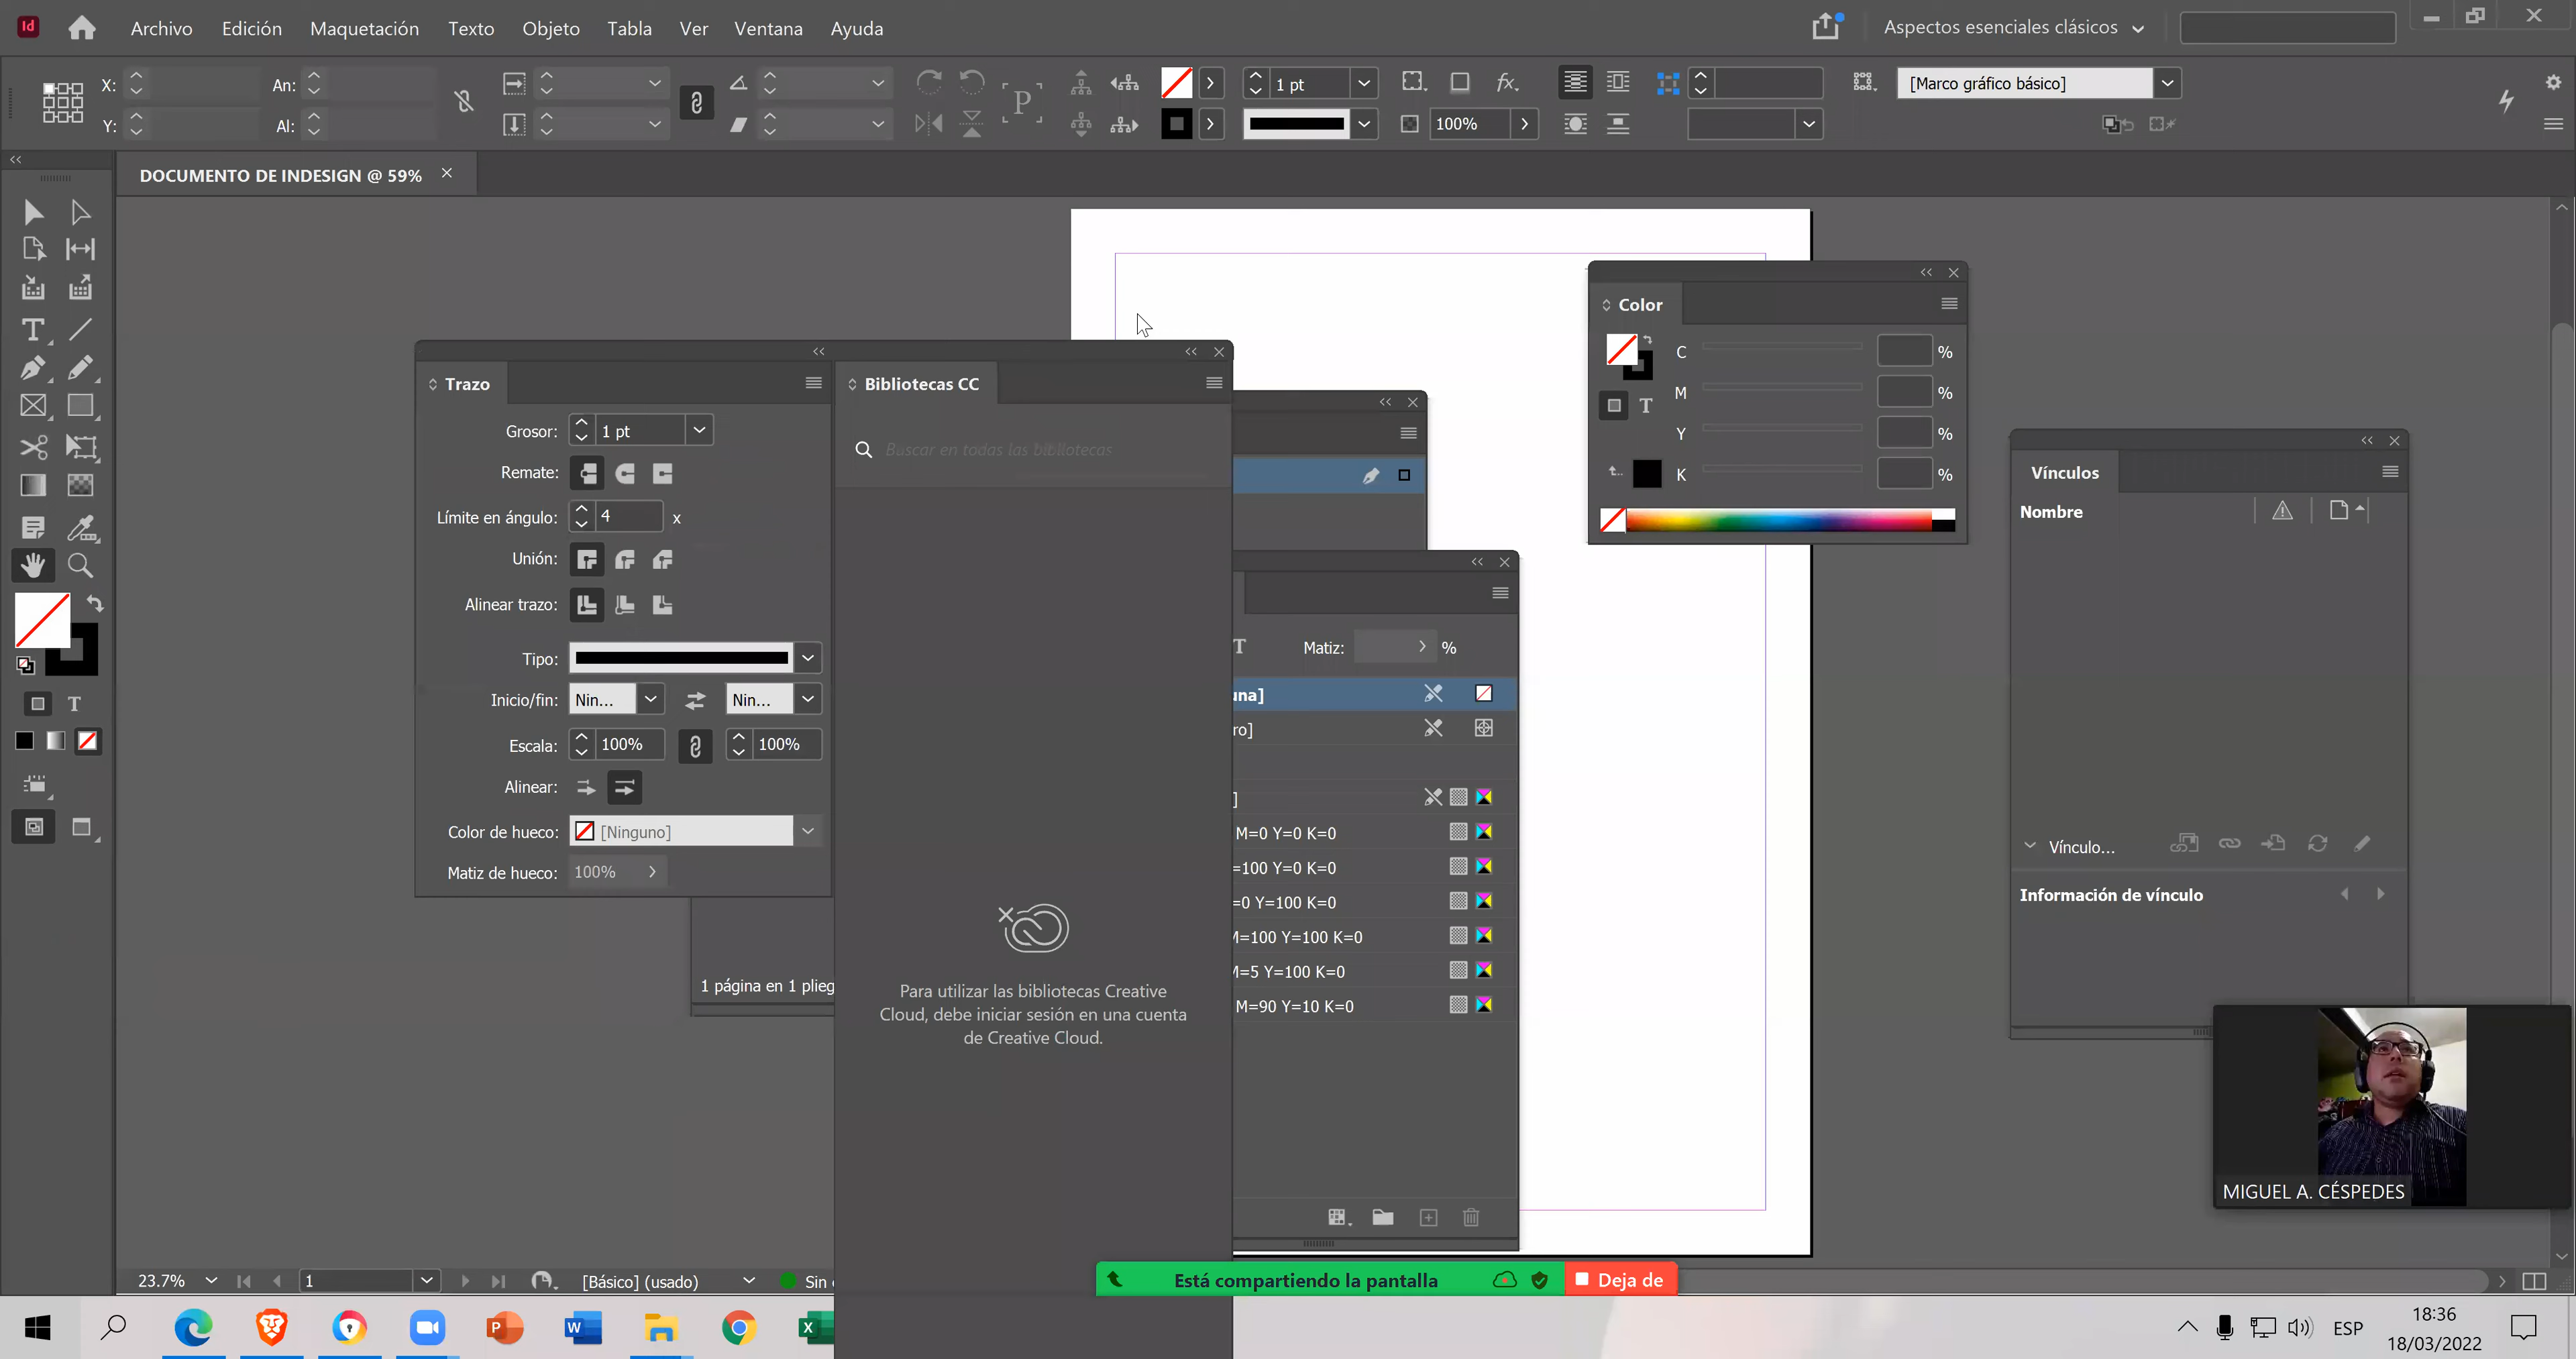 Id
Archivo Edición Maquetación Texto Objeto Tabla Ver Ventana Ayuda
Aspectos esenciales clásicos
X: An:
Y: Al:
P
1 pt
fx.
100%
[Marco gráfico básico]
DOCUMENTO DE INDESIGN @ 59%
Trazo
Grosor: 1 pt
Remate:
Límite en ángulo: 4 x
Unión:
Alinear trazo:
Tipo:
Inicio/fin: Nin... Nin...
Escala: 100% 100%
Alinear:
Color de hueco: [Ninguno]
Matiz de hueco: 100%
1 página en 1 plieg
Bibliotecas CC
Buscar en todas las bibliotecas
Para utilizar las bibliotecas Creative
Cloud, debe iniciar sesión en una cuenta
de Creative Cloud.
T Matiz: %
una]
ro]
]
M=0 Y=0 K=0
=100 Y=0 K=0
=0 Y=100 K=0
M=100 Y=100 K=0
M=5 Y=100 K=0
M=90 Y=10 K=0
Color
C %
M %
Y %
K %
T
Vínculos
Nombre
Vínculo...
Información de vínculo
MIGUEL A. CÉSPEDES
23.7% 1 [Básico] (usado) Sin e
Está compartiendo la pantalla Deja de
ESP
18:36
18/03/2022